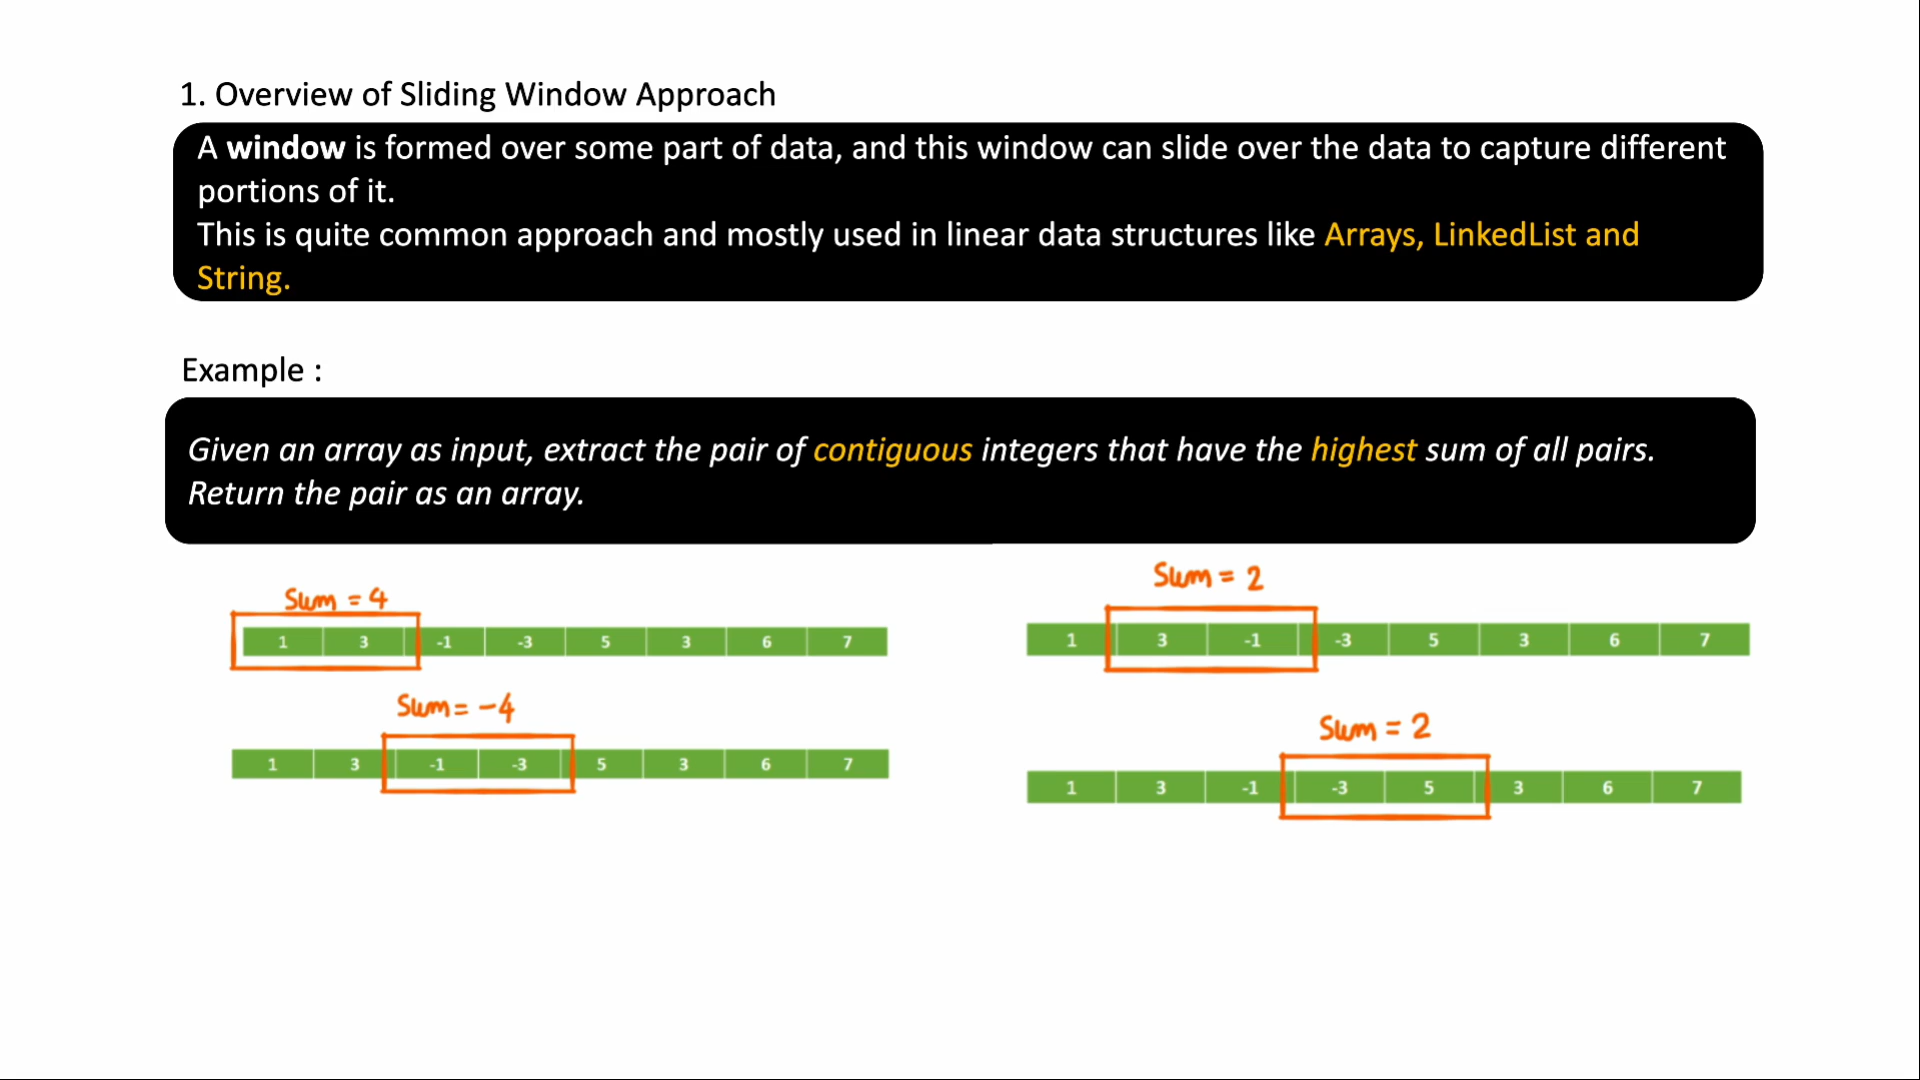 1. Overview of Sliding Window Approach
A window is formed over some part of data, and this window can slide over the data to capture different
portions of it.
This is quite common approach and mostly used in linear data structures like Arrays, LinkedList and
String.
Example :
Given an array as input, extract the pair of contiguous integers that have the highest sum of all pairs.
Return the pair as an array.
Sum = 4
1 3 -1 -3 5 3 6 7
Sum = 2
1 3 -1 -3 5 3 6 7
Sum = -4
1 3 -1 -3 5 3 6 7
Sum = 2
1 3 -1 -3 5 3 6 7